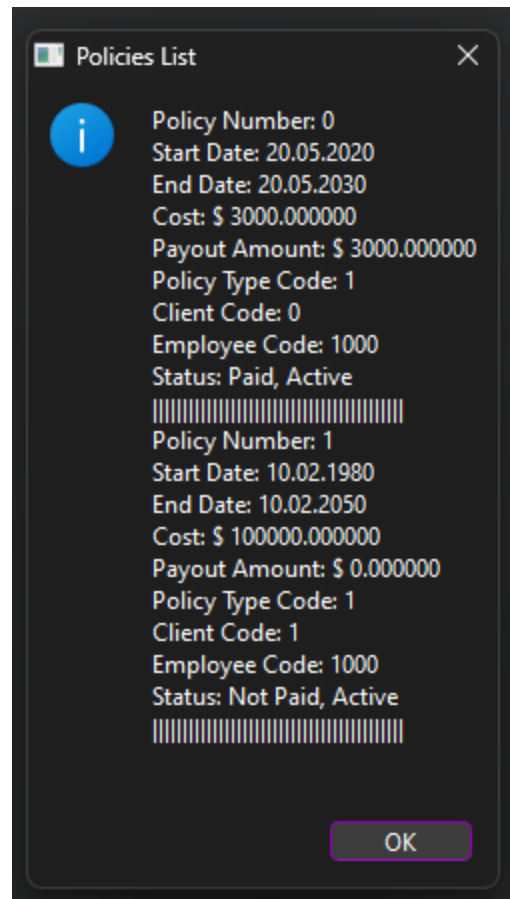 Policies List
Policy Number: 0
Start Date: 20.05.2020
End Date: 20.05.2030
Cost: $ 3000.000000
Payout Amount: $ 3000.000000
Policy Type Code: 1
Client Code: 0
Employee Code: 1000
Status: Paid, Active
||||||||||||||||||||||||||||||||||||||||||
Policy Number: 1
Start Date: 10.02.1980
End Date: 10.02.2050
Cost: $ 100000.000000
Payout Amount: $ 0.000000
Policy Type Code: 1
Client Code: 1
Employee Code: 1000
Status: Not Paid, Active
||||||||||||||||||||||||||||||||||||||||||
OK